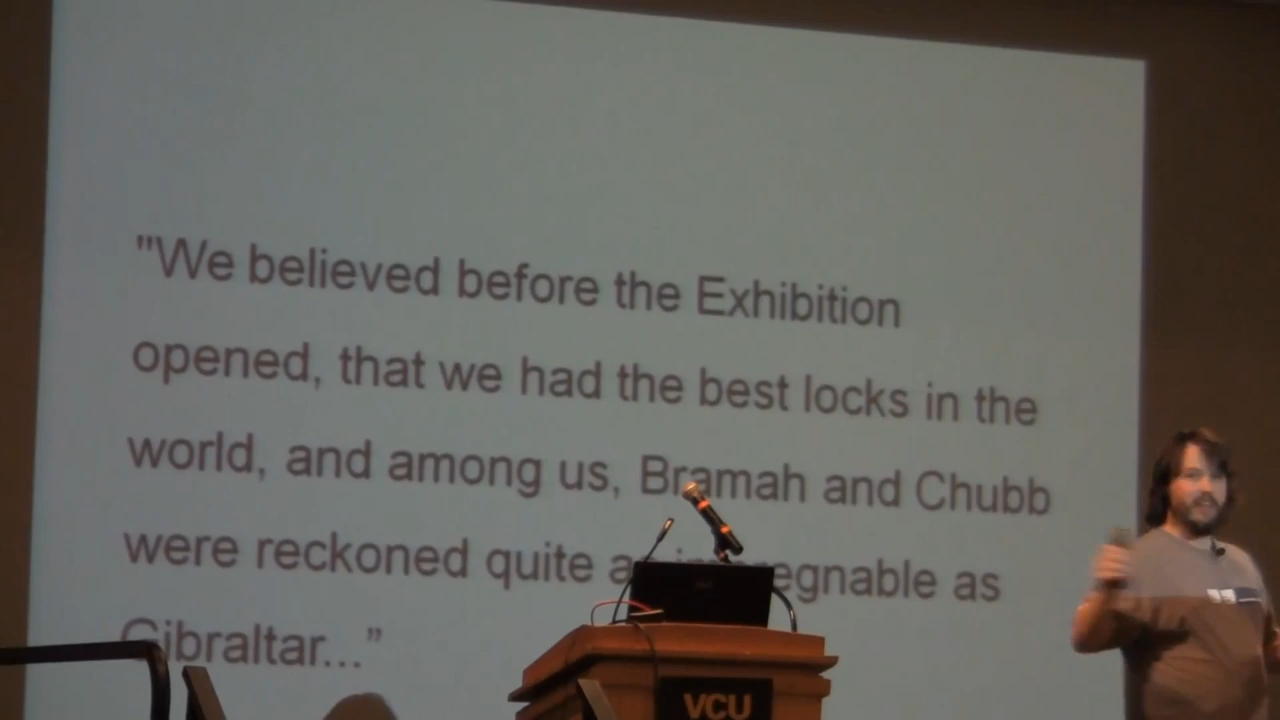 "We believed before the Exhibition
opened, that we had the best locks in the
world, and among us, Bramah and Chubb
were reckoned quite as as
Gibraltar..."
VCU